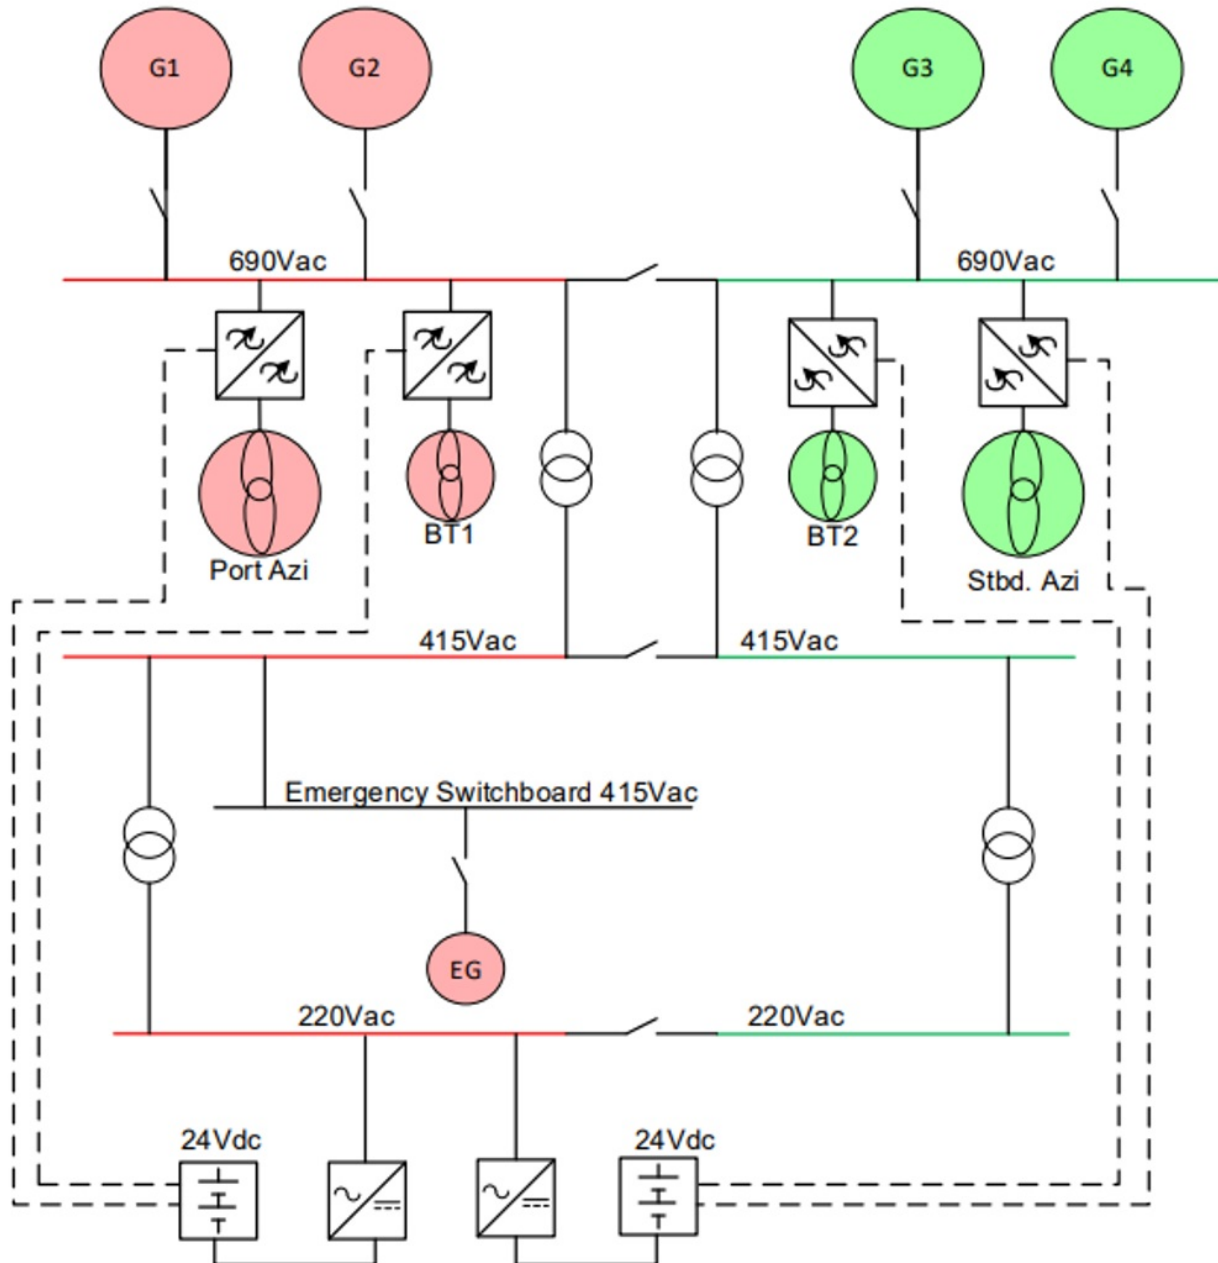 G1
G2
G3
G4
690Vac
690Vac
Port Azi
BT1
BT2
Stbd. Azi
415Vac
415Vac
Emergency Switchboard 415Vac
EG
220Vac
220Vac
24Vdc
24Vdc